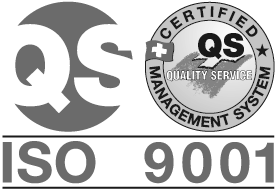 QS
CERTIFIED
QS
QUALITY SERVICE
MANAGEMENT SYSTEM
ISO 9001